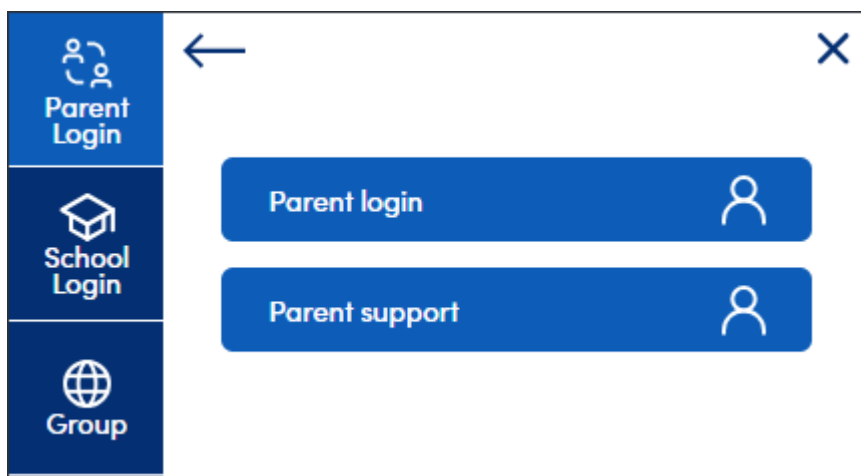 Parent
Login
School
Login
Group
Parent login
Parent support